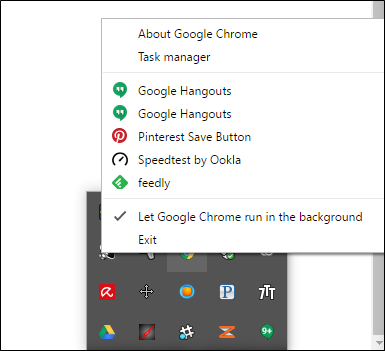 About Google Chrome
Task manager
Google Hangouts
Google Hangouts
Pinterest Save Button
Speedtest by Ookla
feedly
Let Google Chrome run in the background
Exit
P
7TT
9+